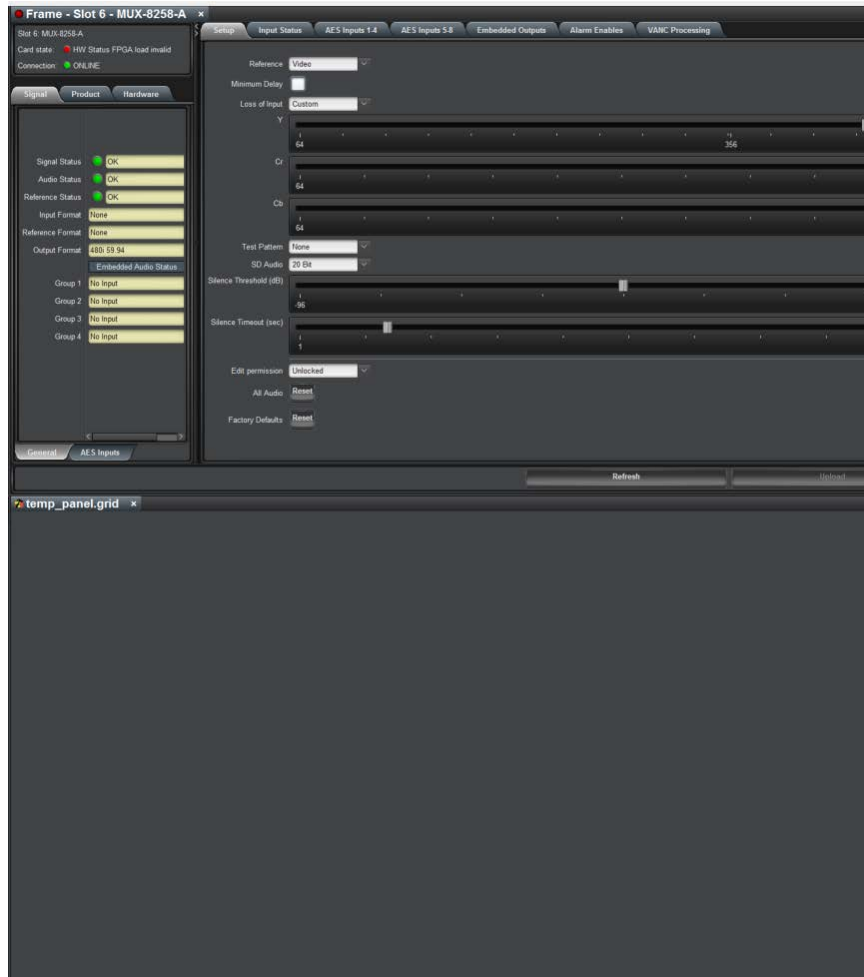 Frame - Slot 6 - MUX-8258-A ×
Slot 6: MUX-8258-A
Card state: HW Status FPGA load invalid
Connection: ONLINE
Signal Product Hardware
Signal Status OK
Audio Status OK
Reference Status OK
Input Format None
Reference Format None
Output Format 480i 59.94
Embedded Audio Status
Group 1 No Input
Group 2 No Input
Group 3 No Input
Group 4 No Input
General AES Inputs
Setup Input Status AES Inputs 1-4 AES Inputs 5-8 Embedded Outputs Alarm Enables VANC Processing
Reference Video
Minimum Delay
Loss of Input Custom
Y
64 356
Cr
64
Cb
64
Test Pattern None
SD Audio 20 Bit
Silence Threshold (dB)
-96
Silence Timeout (sec)
1
Edit permission Unlocked
All Audio Reset
Factory Defaults Reset
Refresh Upload
temp_panel.grid ×